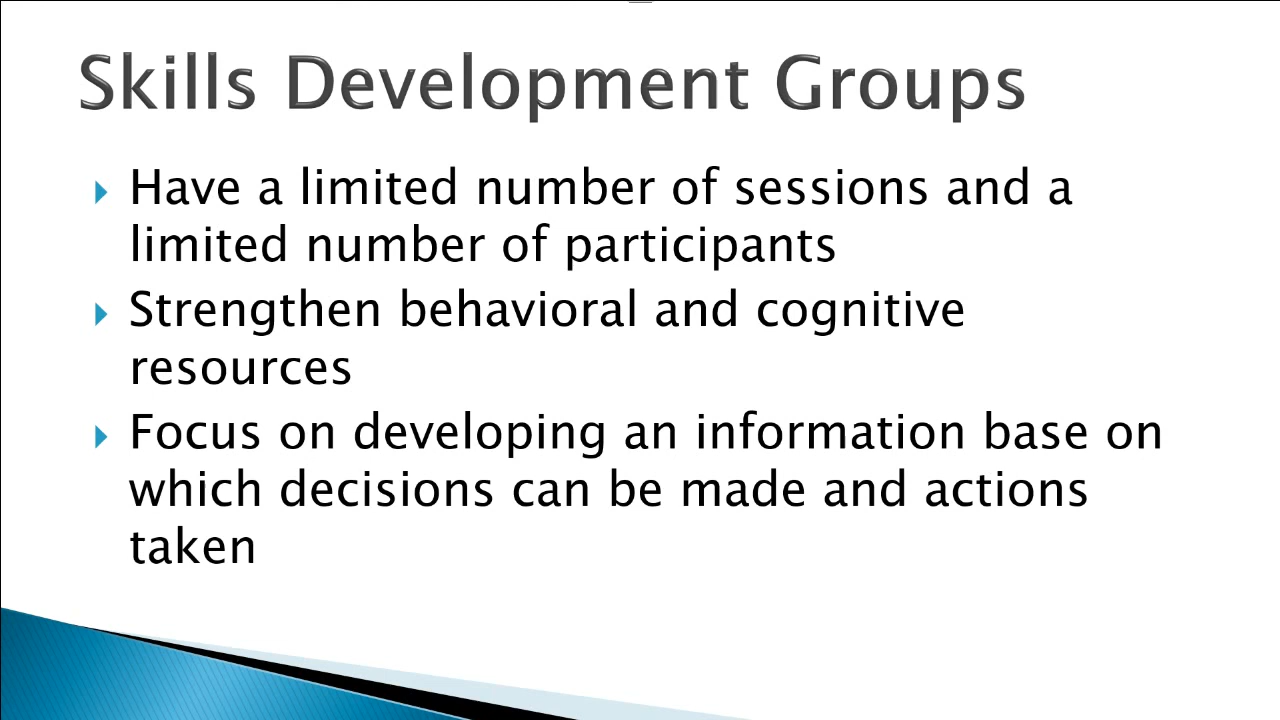 Skills Development Groups
Have a limited number of sessions and a
limited number of participants
Strengthen behavioral and cognitive
resources
Focus on developing an information base on
which decisions can be made and actions
taken